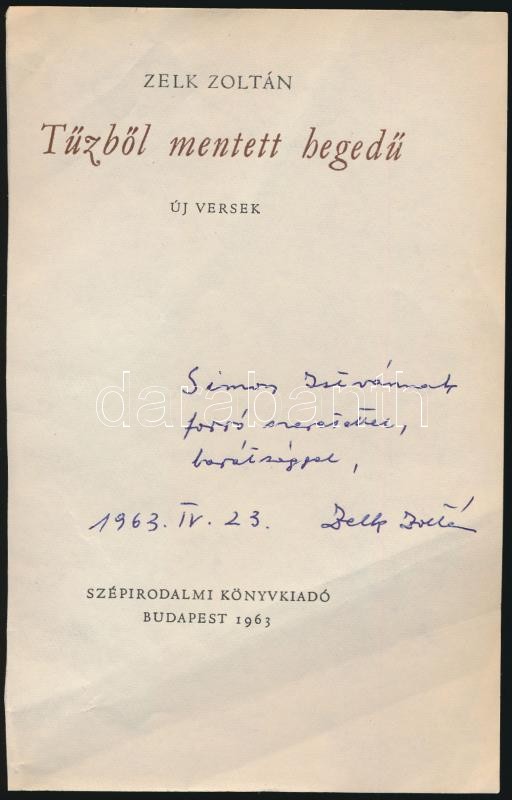 ZELK ZOLTÁN
Tűzből mentett hegedű
ÚJ VERSEK
Simon Istvánnak
forró szeretettel,
barátsággal,
1963. IV. 23. Zelk Zoltán
SZÉPIRODALMI KÖNYVKIADÓ
BUDAPEST 1963
darabanth